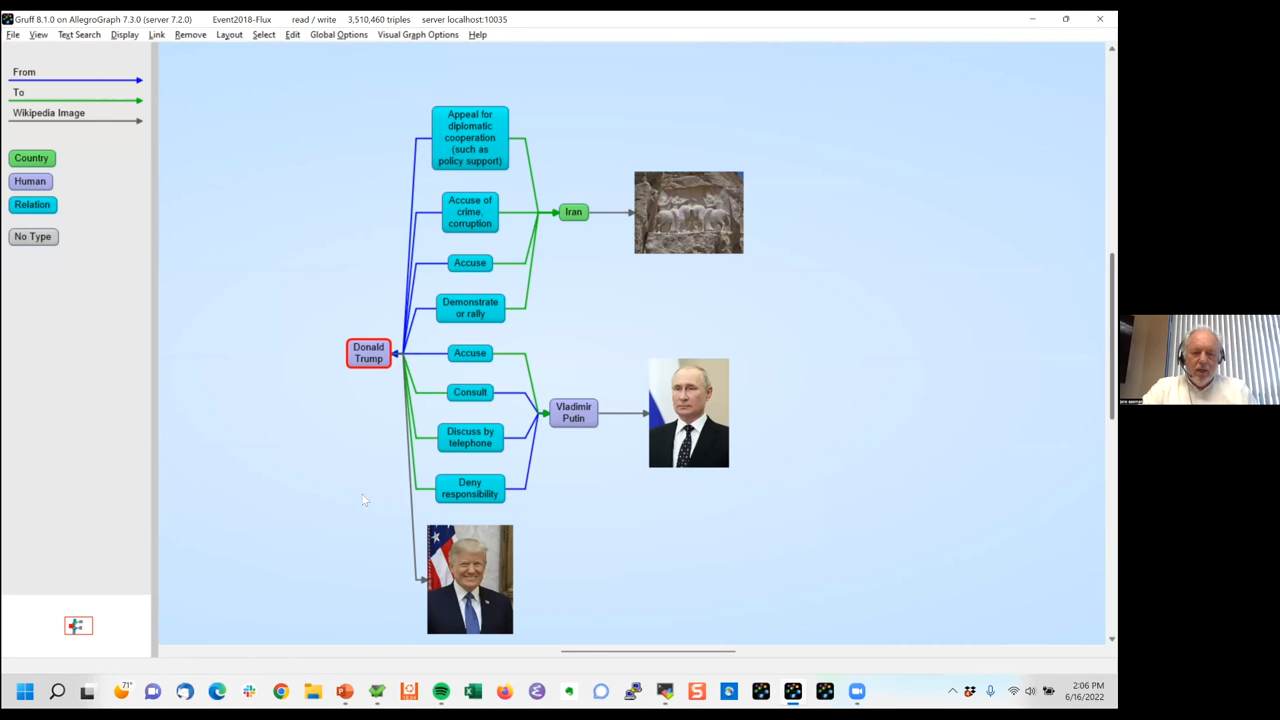 Gruff 8.1.0 on AllegroGraph 7.3.0 (server 7.2.0) Event2018-Flux read / write 3,510,460 triples server localhost:10035
File View Text Search Display Link Remove Layout Select Edit Global Options Visual Graph Options Help
From
To
Wikipedia Image
Country
Human
Relation
No Type
Appeal for
diplomatic
cooperation
(such as
policy support)
Accuse of
crime,
corruption
Iran
Accuse
Demonstrate
or rally
Donald
Trump
Accuse
Consult
Vladimir
Putin
Discuss by
telephone
Deny
responsibility
71°
2:06 PM
6/16/2022